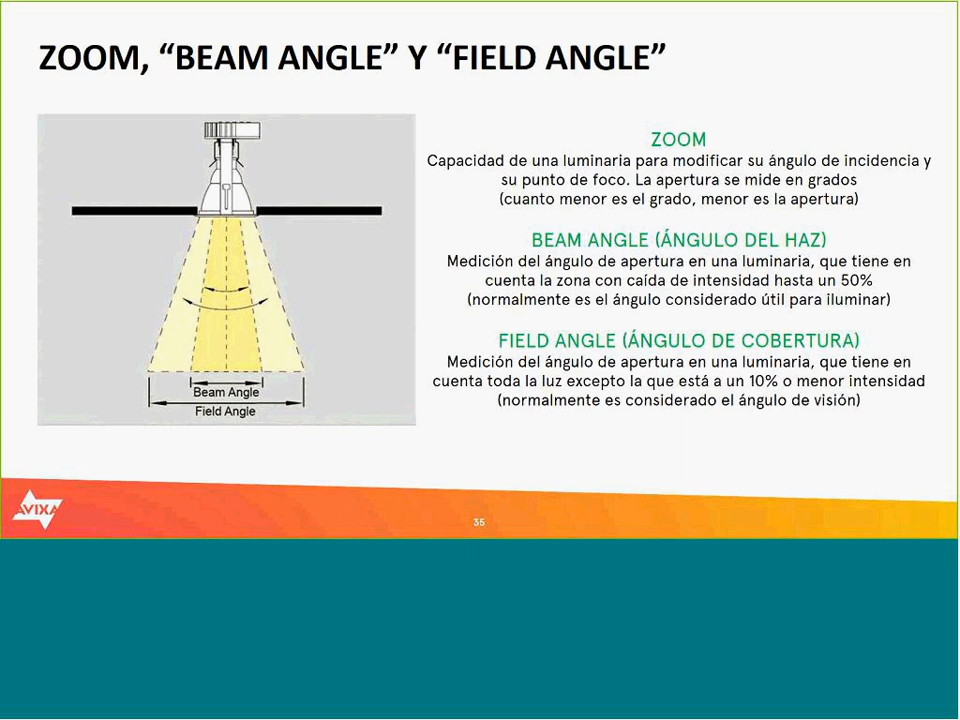 ZOOM, “BEAM ANGLE” Y “FIELD ANGLE”
Beam Angle
Field Angle
ZOOM
Capacidad de una luminaria para modificar su ángulo de incidencia y
su punto de foco. La apertura se mide en grados
(cuanto menor es el grado, menor es la apertura)
BEAM ANGLE (ÁNGULO DEL HAZ)
Medición del ángulo de apertura en una luminaria, que tiene en
cuenta la zona con caída de intensidad hasta un 50%
(normalmente es el ángulo considerado útil para iluminar)
FIELD ANGLE (ÁNGULO DE COBERTURA)
Medición del ángulo de apertura en una luminaria, que tiene en
cuenta toda la luz excepto la que está a un 10% o menor intensidad
(normalmente es considerado el ángulo de visión)
AVIXA
35